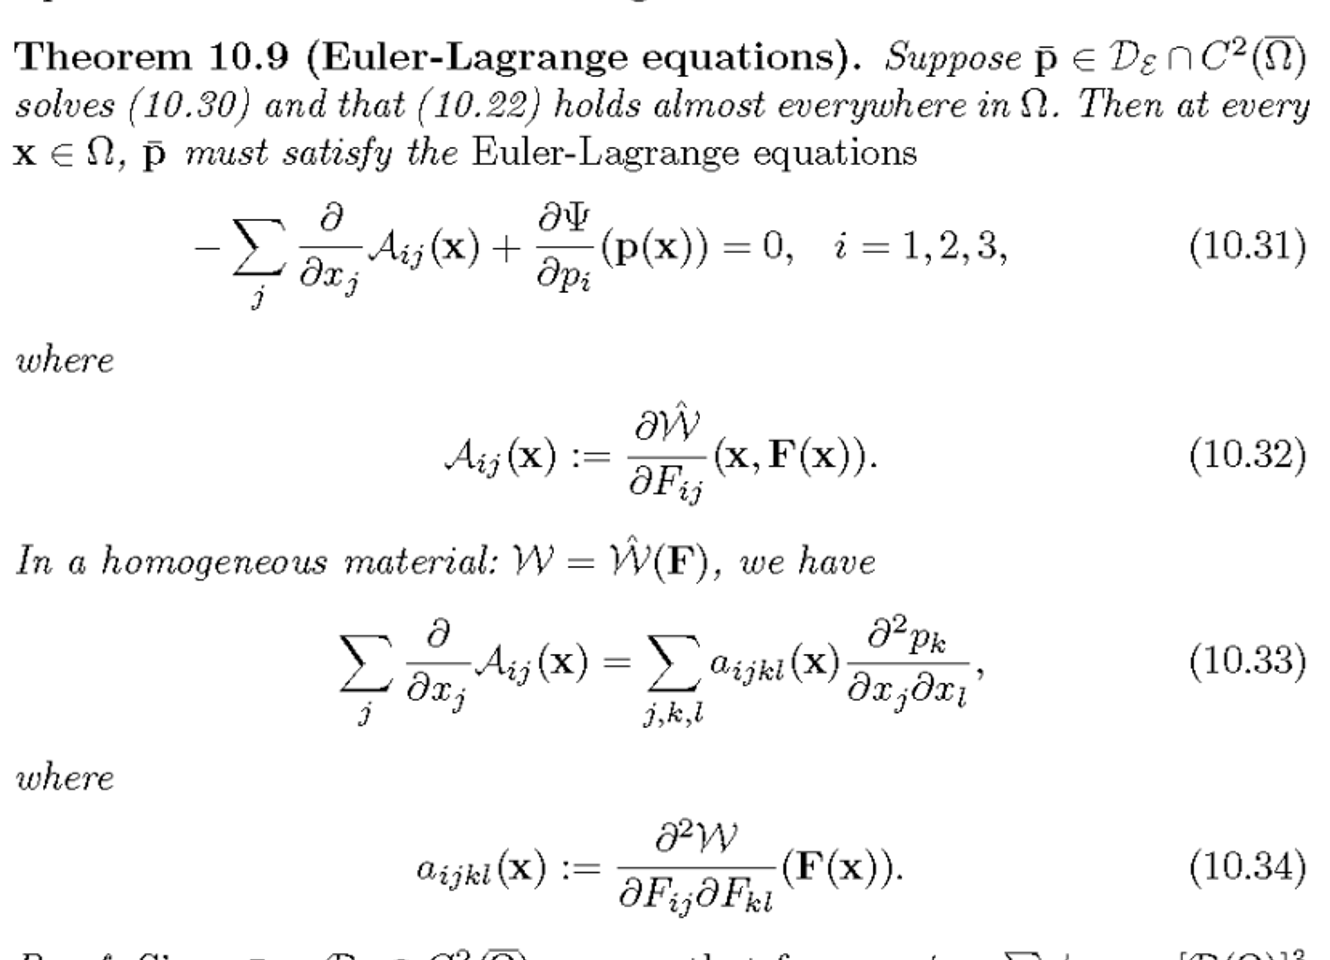 Theorem 10.9 (Euler-Lagrange equations). Suppose p̄ ∈ 𝒟_ℰ ∩ C²(Ω̅)
solves (10.30) and that (10.22) holds almost everywhere in Ω. Then at every
x ∈ Ω, p̄ must satisfy the Euler-Lagrange equations
− ∑_j ∂/∂x_j 𝒜_ij(x) + ∂Ψ/∂p_i (p(x)) = 0, i = 1, 2, 3, (10.31)
where
𝒜_ij(x) := ∂𝒲̂/∂F_ij (x, F(x)). (10.32)
In a homogeneous material: 𝒲 = 𝒲̂(F), we have
∑_j ∂/∂x_j 𝒜_ij(x) = ∑_{j,k,l} a_ijkl(x) ∂²p_k/∂x_j∂x_l, (10.33)
where
a_ijkl(x) := ∂²𝒲/∂F_ij∂F_kl (F(x)). (10.34)